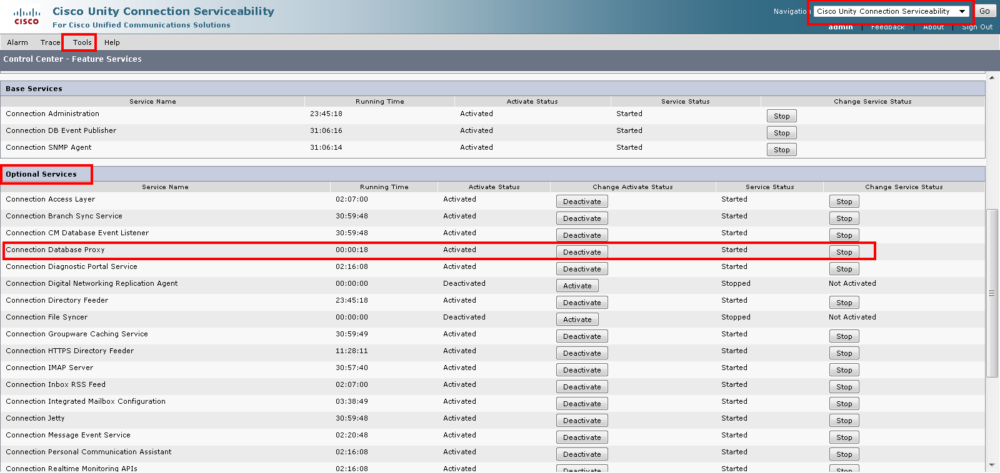 Cisco Unity Connection Serviceability
For Cisco Unified Communications Solutions
CISCO
Navigation Cisco Unity Connection Serviceability Go
admin Feedback About Sign Out
Alarm Trace Tools Help
Control Center - Feature Services
Base Services
Service Name Running Time Activate Status Service Status Change Service Status
Connection Administration 23:45:18 Activated Started Stop
Connection DB Event Publisher 31:06:16 Activated Started Stop
Connection SNMP Agent 31:06:14 Activated Started Stop
Optional Services
Service Name Running Time Activate Status Change Activate Status Service Status Change Service Status
Connection Access Layer 02:07:00 Activated Deactivate Started Stop
Connection Branch Sync Service 30:59:48 Activated Deactivate Started Stop
Connection CM Database Event Listener 30:59:48 Activated Deactivate Started Stop
Connection Database Proxy 00:00:18 Activated Deactivate Started Stop
Connection Diagnostic Portal Service 02:16:08 Activated Deactivate Started Stop
Connection Digital Networking Replication Agent 00:00:00 Deactivated Activate Stopped Not Activated
Connection Directory Feeder 23:45:18 Activated Deactivate Started Stop
Connection File Syncer 00:00:00 Deactivated Activate Stopped Not Activated
Connection Groupware Caching Service 30:59:49 Activated Deactivate Started Stop
Connection HTTPS Directory Feeder 11:28:11 Activated Deactivate Started Stop
Connection IMAP Server 30:57:40 Activated Deactivate Started Stop
Connection Inbox RSS Feed 02:07:00 Activated Deactivate Started Stop
Connection Integrated Mailbox Configuration 03:38:49 Activated Deactivate Started Stop
Connection Jetty 30:59:48 Activated Deactivate Started Stop
Connection Message Event Service 02:20:48 Activated Deactivate Started Stop
Connection Personal Communication Assistant 02:16:08 Activated Deactivate Started Stop
Connection Realtime Monitoring APIs 02:16:08 Activated Deactivate Started Stop